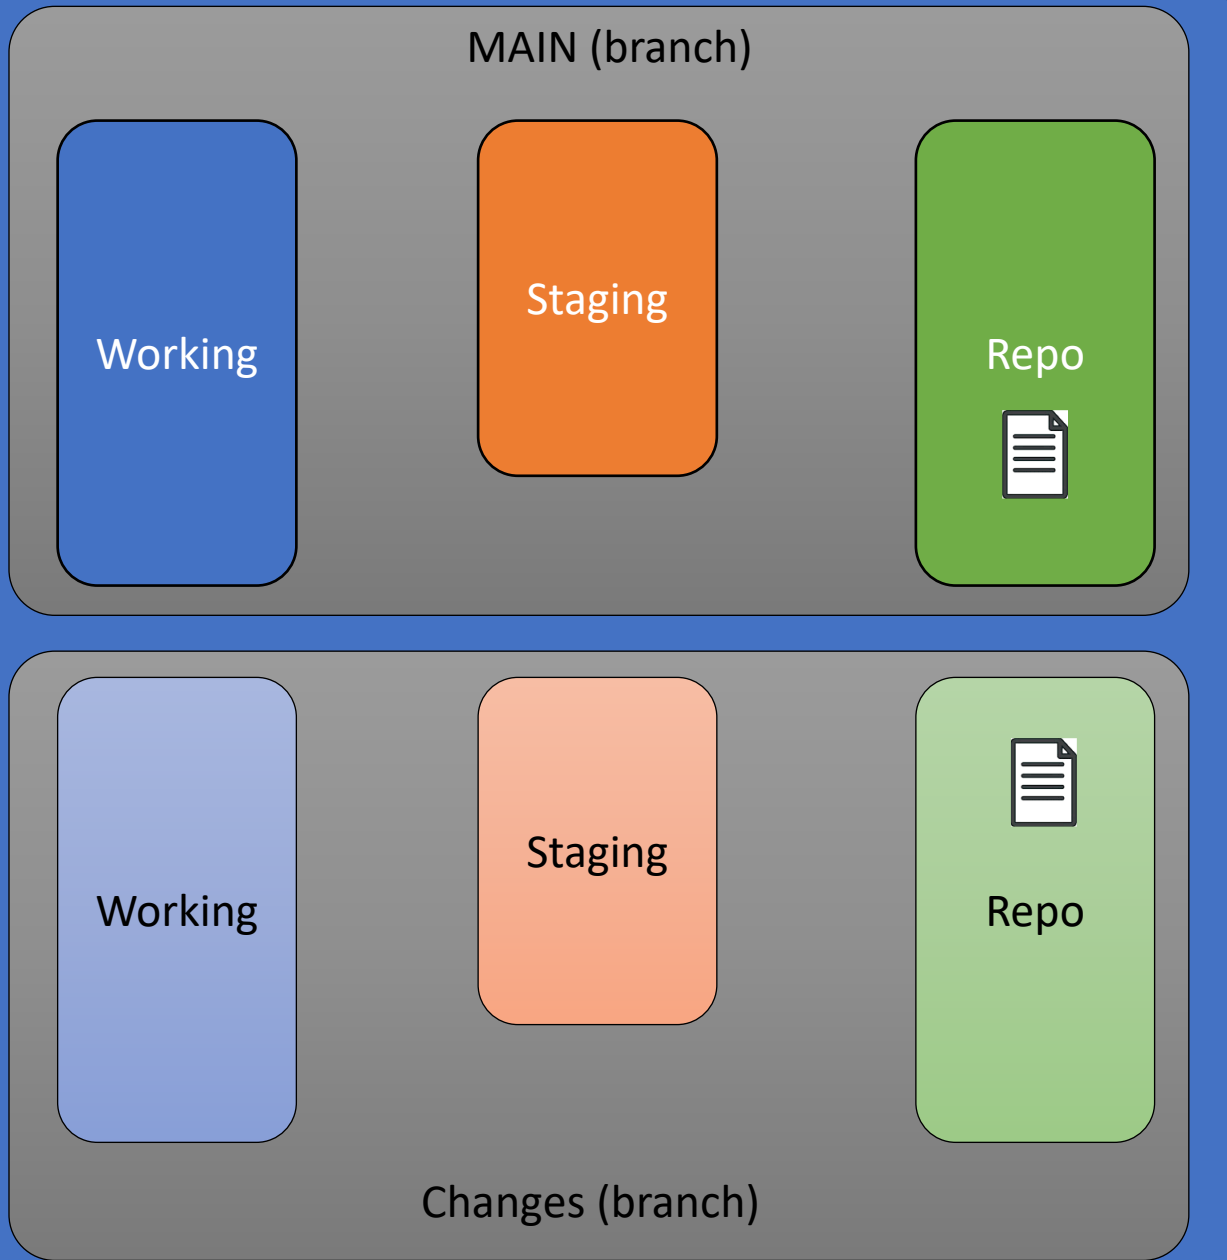 MAIN (branch)
Working
Staging
Repo
Working
Staging
Repo
Changes (branch)